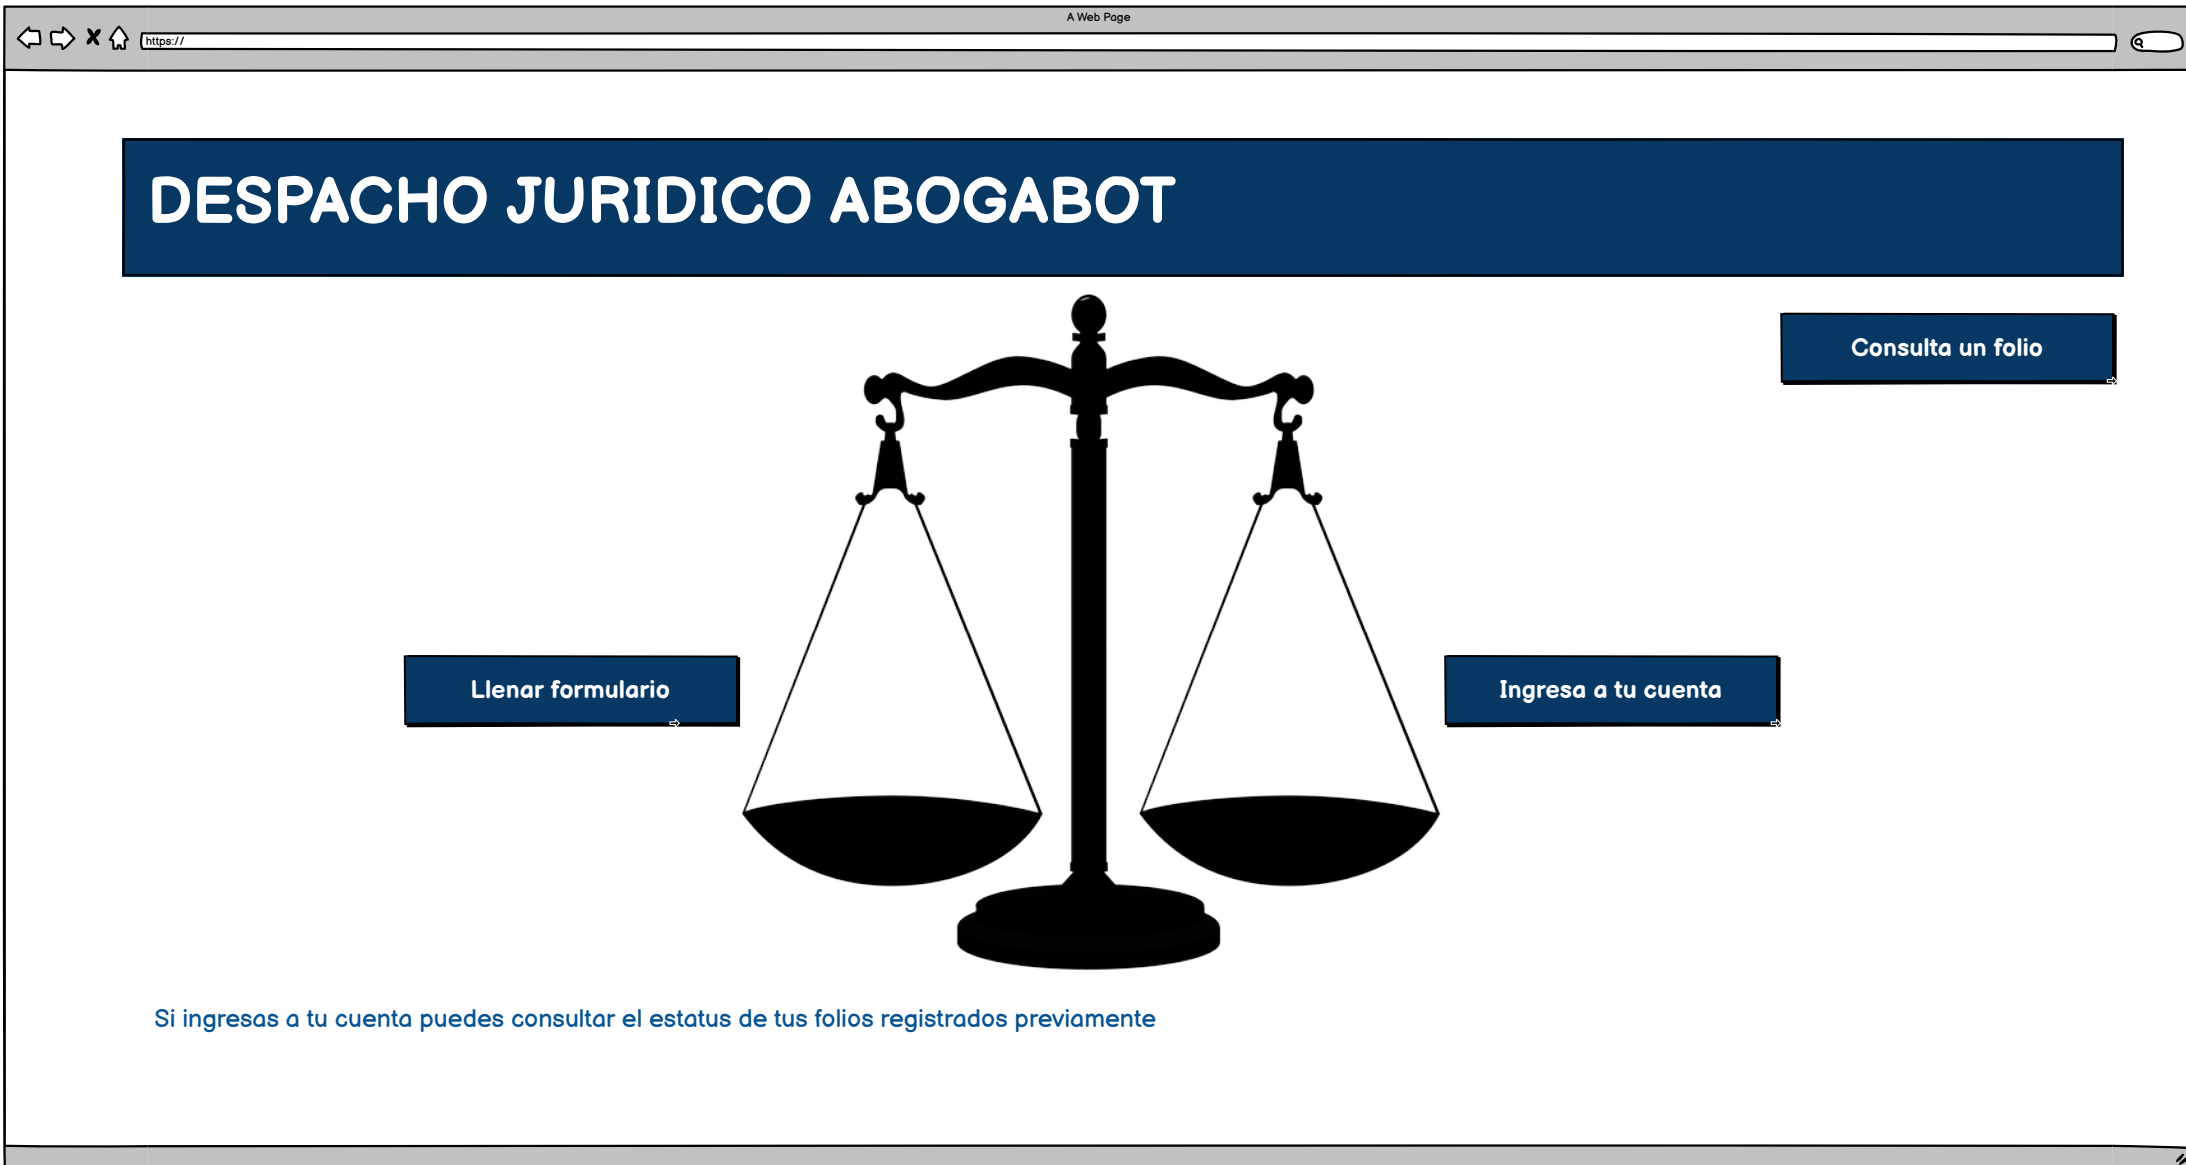 A Web Page
https://
DESPACHO JURIDICO ABOGABOT
Consulta un folio
Llenar formulario
Ingresa a tu cuenta
Si ingresas a tu cuenta puedes consultar el estatus de tus folios registrados previamente